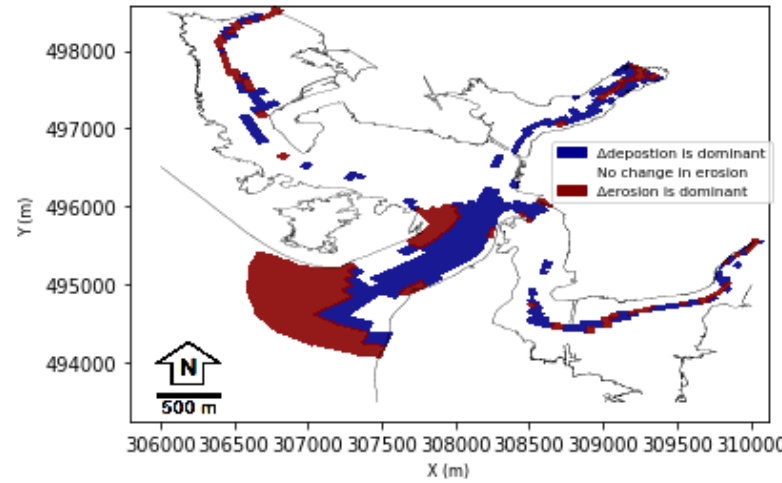 498000
497000
496000
495000
494000
Y (m)
Δdepostion is dominant
No change in erosion
Δerosion is dominant
N
500 m
306000 306500 307000 307500 308000 308500 309000 309500 310000
X (m)